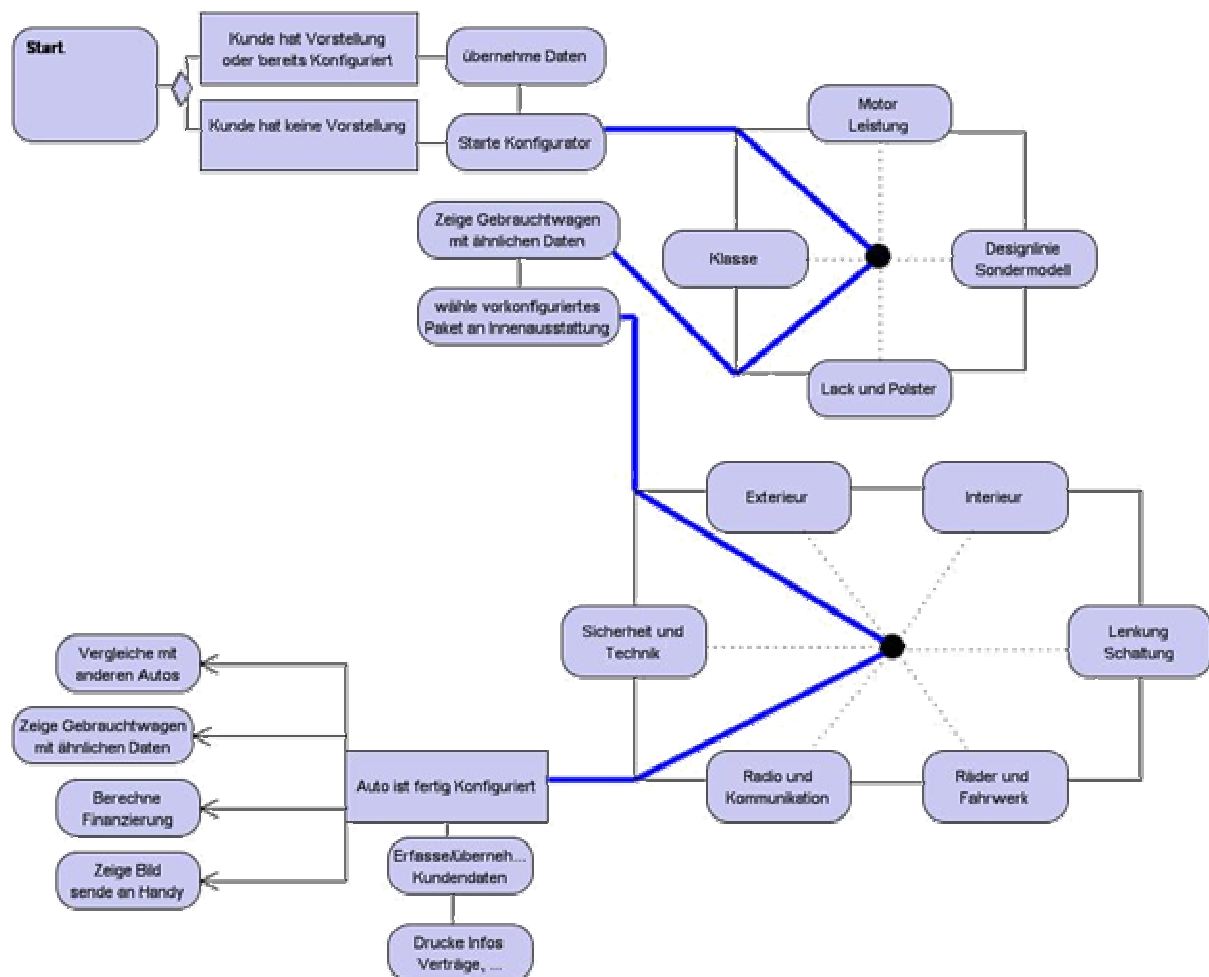 Start
Kunde hat Vorstellung
oder bereits Konfiguriert
übernehme Daten
Kunde hat keine Vorstellung
Starte Konfigurator
Motor
Leistung
Zeige Gebrauchtwagen
mit ähnlichen Daten
Klasse
Designlinie
Sondermodell
wähle vorkonfiguriertes
Paket an Innenausstattung
Lack und Polster
Exterieur
Interieur
Sicherheit und
Technik
Lenkung
Schaltung
Vergleiche mit
anderen Autos
Zeige Gebrauchtwagen
mit ähnlichen Daten
Auto ist fertig Konfiguriert
Radio und
Kommunikation
Räder und
Fahrwerk
Berechne
Finanzierung
Erfasse/überneh...
Kundendaten
Zeige Bild
sende an Handy
Drucke Infos
Verträge, ...